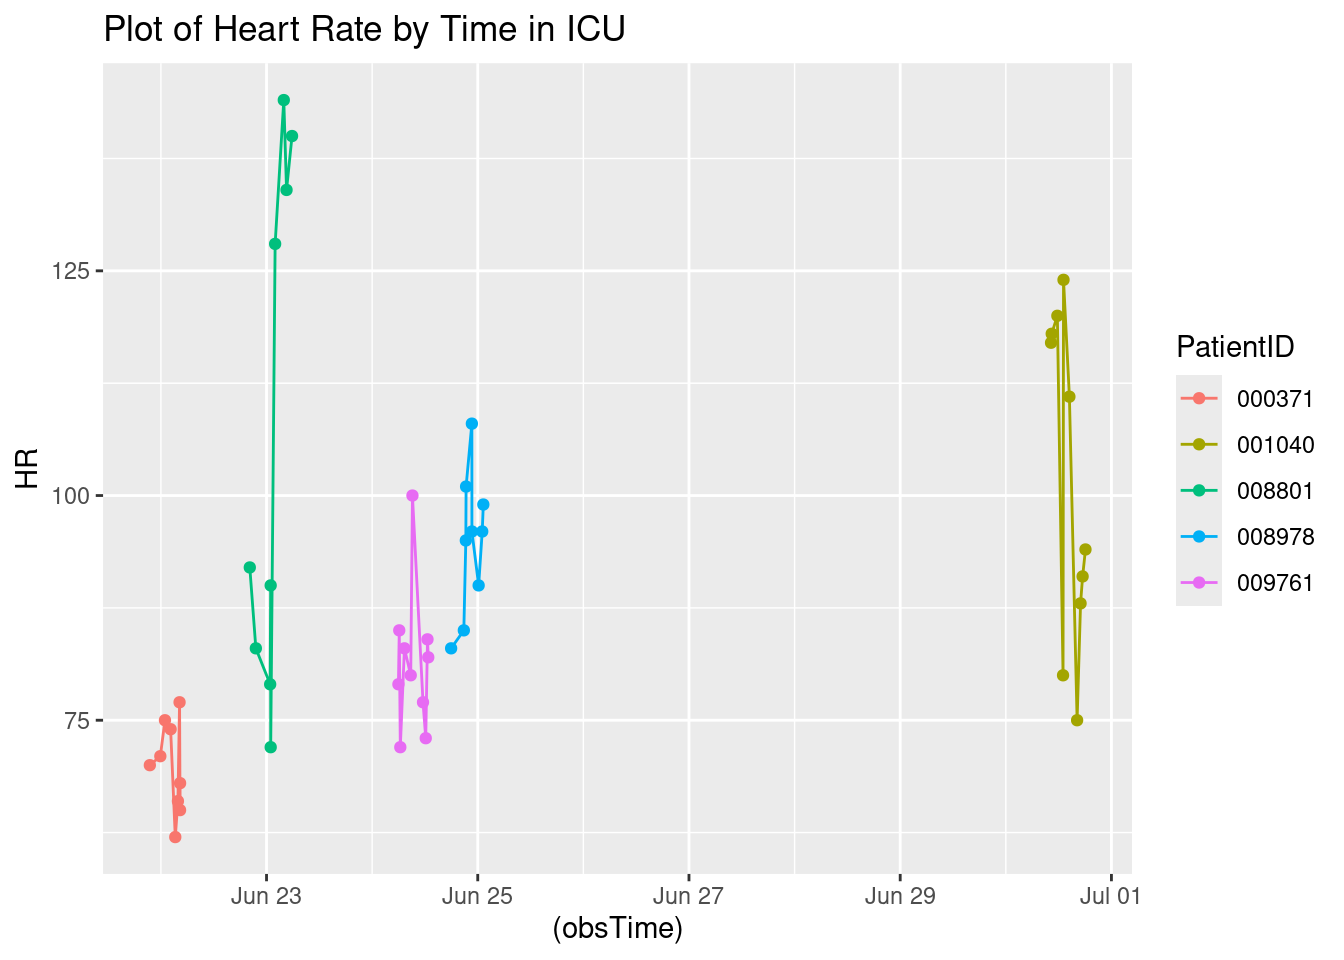 Plot of Heart Rate by Time in ICU
HR
125
100
75
Jun 23 Jun 25 Jun 27 Jun 29 Jul 01
(obsTime)
PatientID
000371
001040
008801
008978
009761